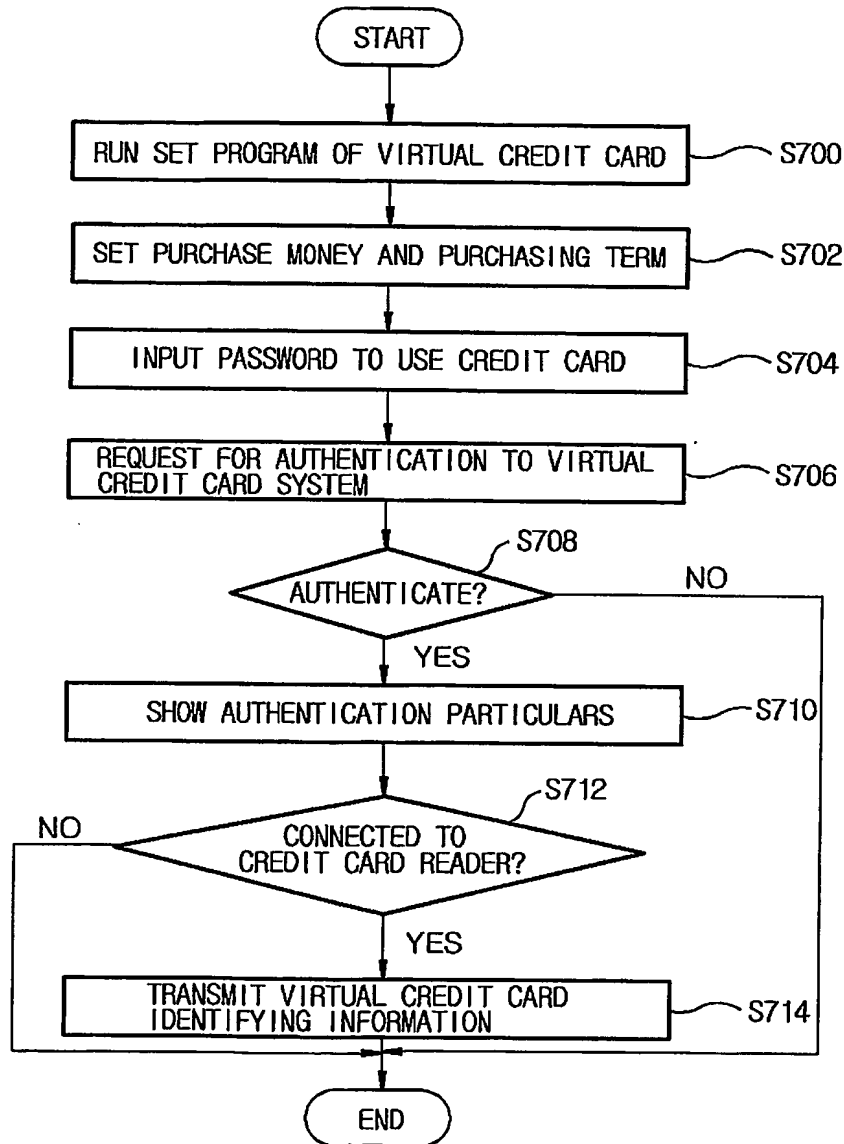 START
RUN SET PROGRAM OF VIRTUAL CREDIT CARD
S700
SET PURCHASE MONEY AND PURCHASING TERM
S702
INPUT PASSWORD TO USE CREDIT CARD
S704
REQUEST FOR AUTHENTICATION TO VIRTUAL
CREDIT CARD SYSTEM
S706
S708
AUTHENTICATE?
NO
YES
SHOW AUTHENTICATION PARTICULARS
S710
S712
NO
CONNECTED TO
CREDIT CARD READER?
YES
TRANSMIT VIRTUAL CREDIT CARD
IDENTIFYING INFORMATION
S714
END